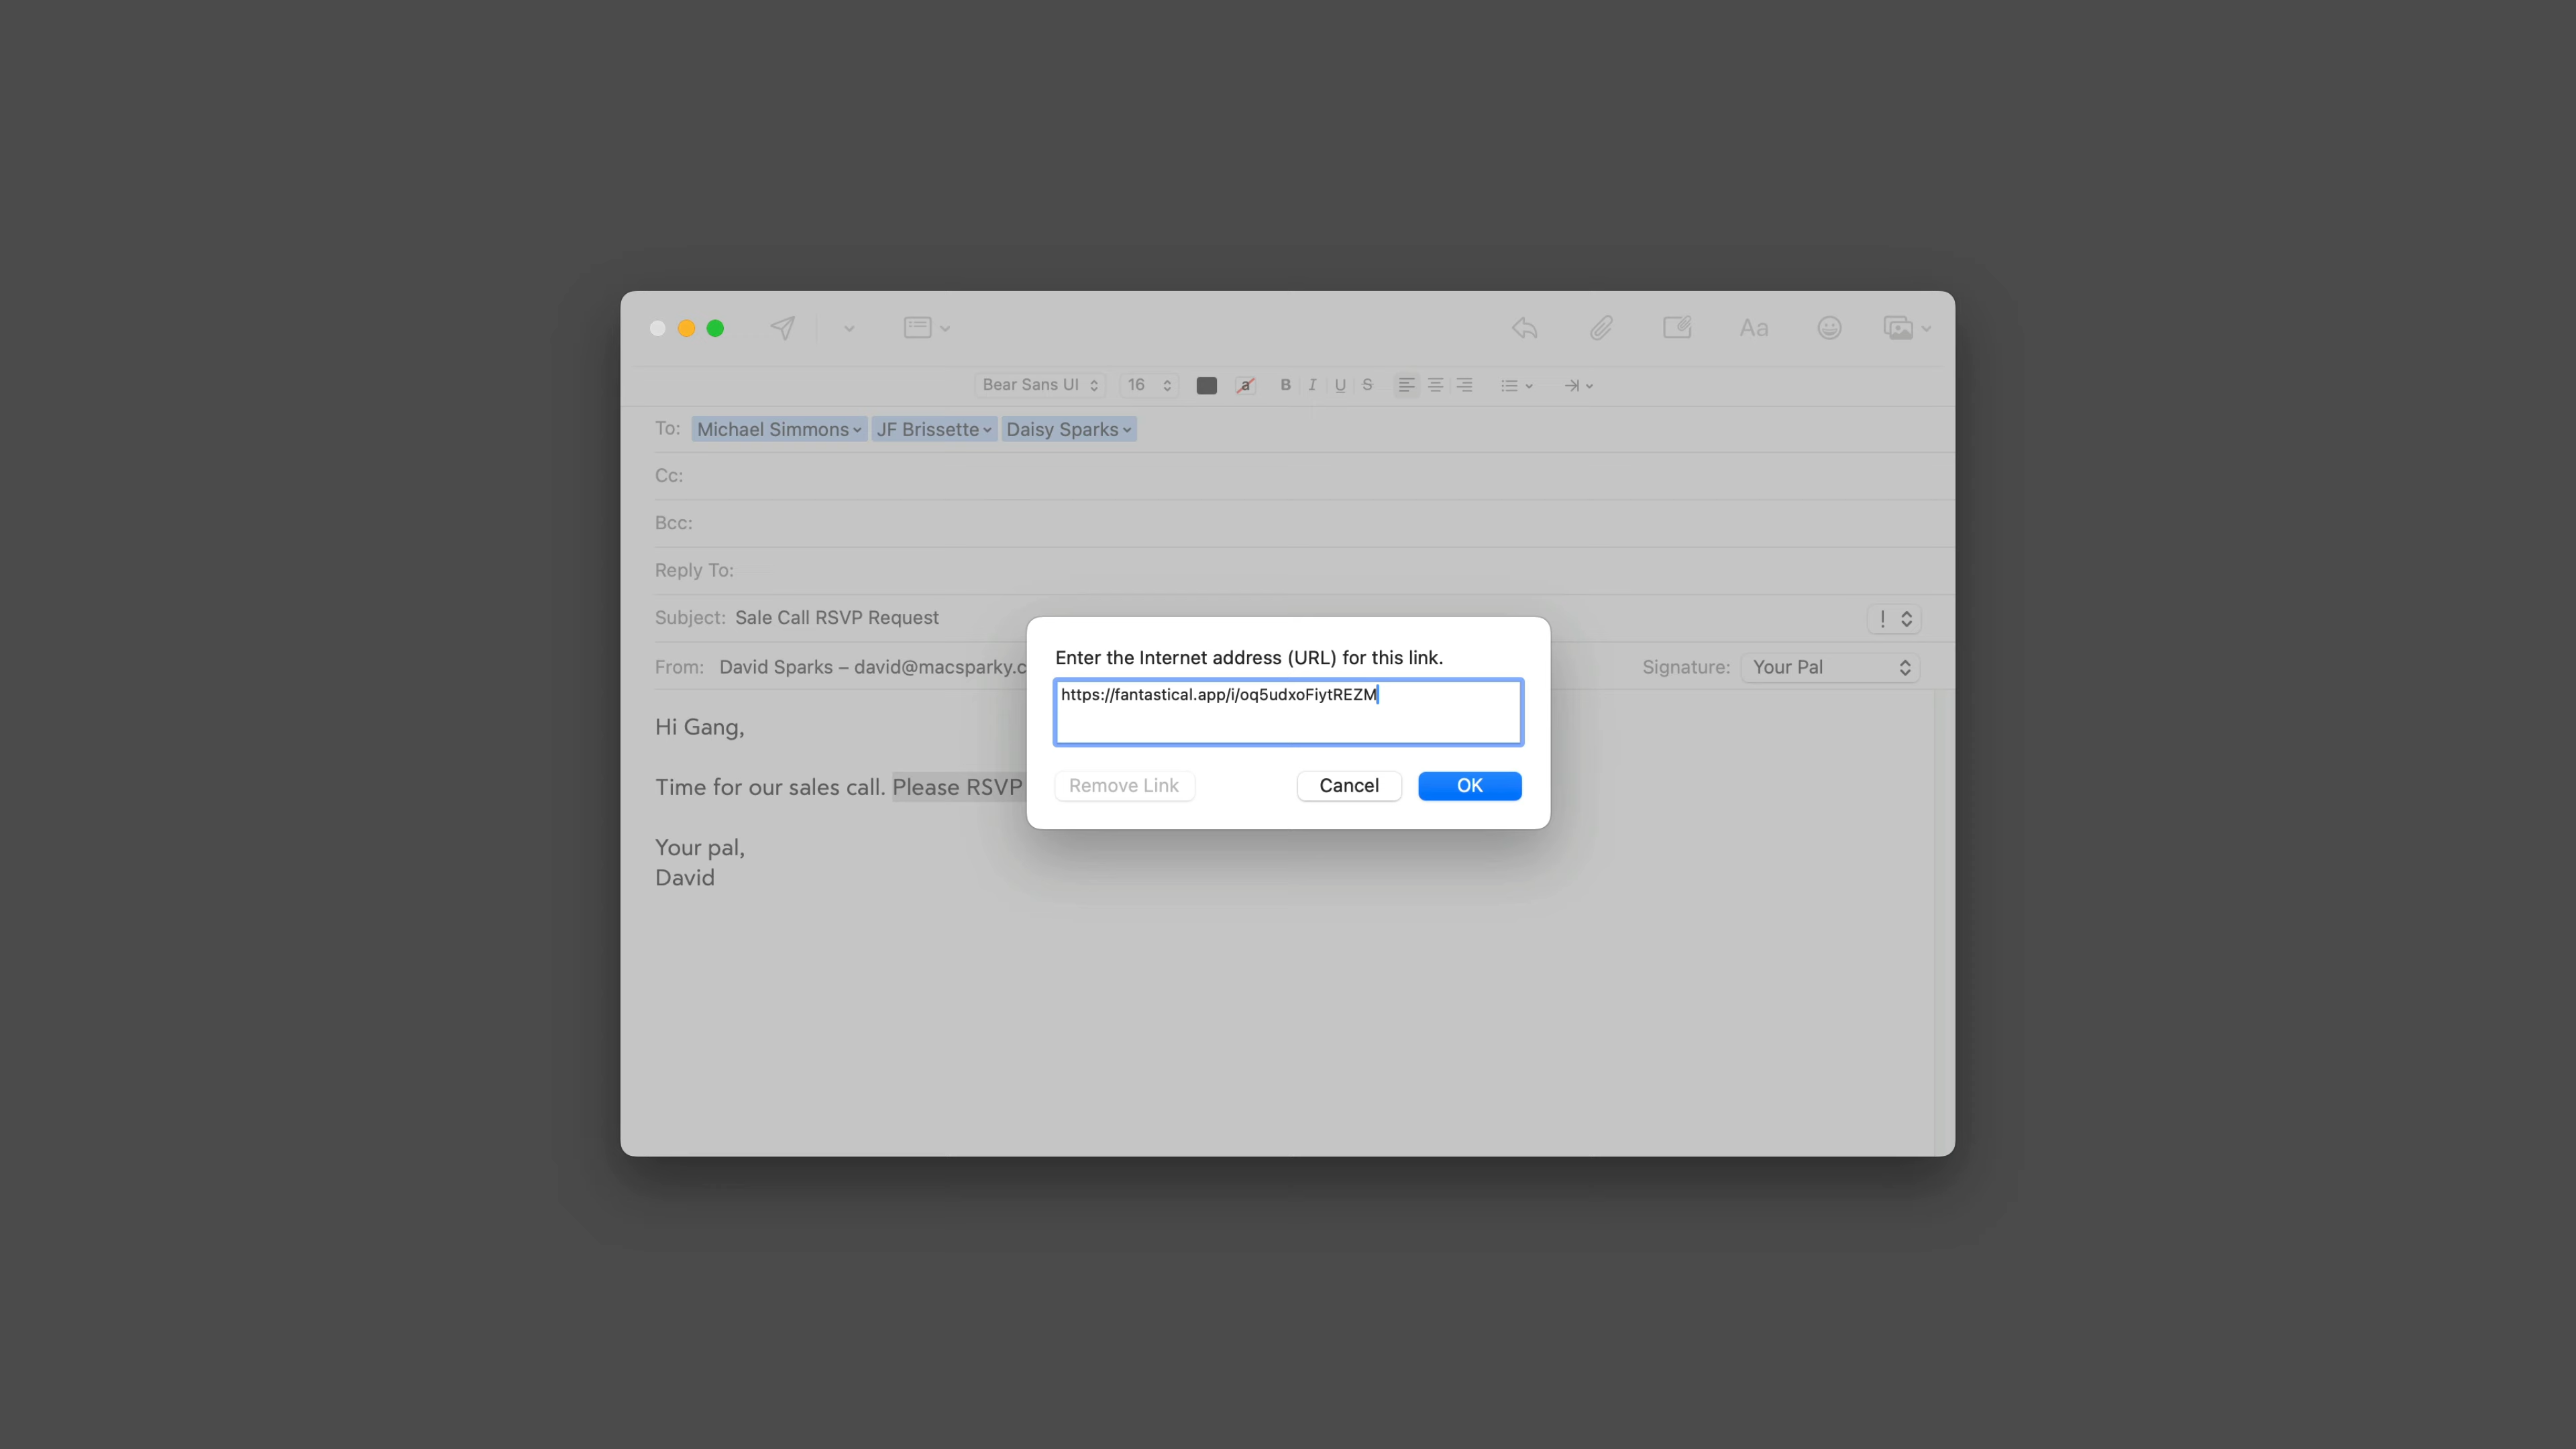 Aa
Bear Sans UI 16 a B I U S
To: Michael Simmons JF Brissette Daisy Sparks
Cc:
Bcc:
Reply To:
Subject: Sale Call RSVP Request !
From: David Sparks – david@macsparky.c Signature: Your Pal
Enter the Internet address (URL) for this link.
https://fantastical.app/i/oq5udxoFiytREZM
Remove Link Cancel OK
Hi Gang,
Time for our sales call. Please RSVP
Your pal,
David